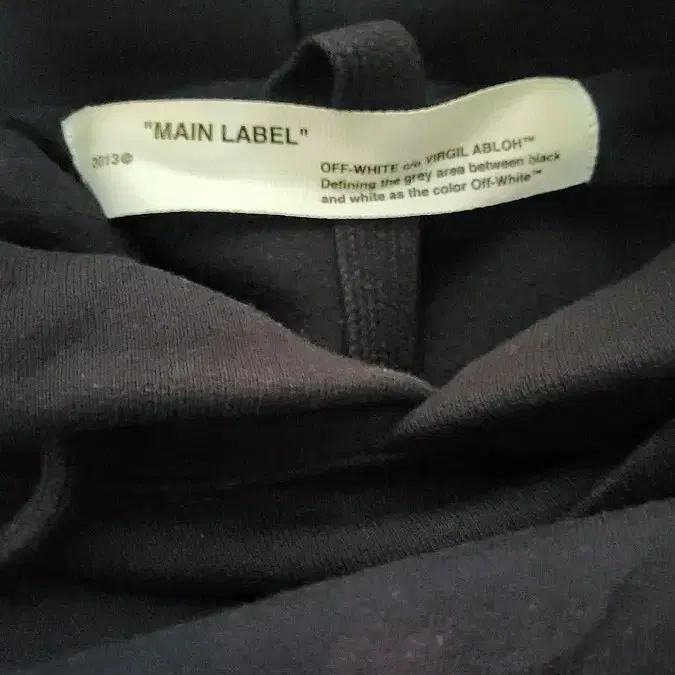 "MAIN LABEL"
2013©
OFF-WHITE c/o VIRGIL ABLOH™
Defining the grey area between black
and white as the color Off-White™